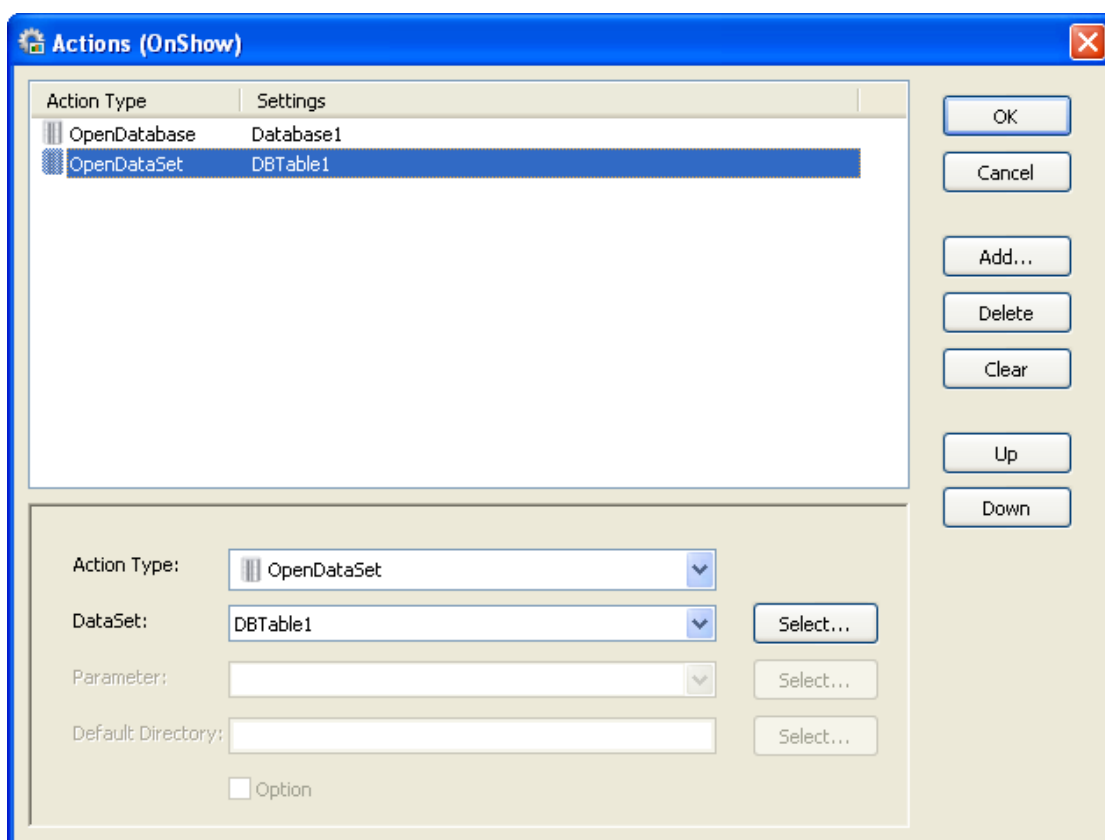 Actions (OnShow)
Action Type Settings
OpenDatabase Database1
OpenDataSet DBTable1
OK
Cancel
Add...
Delete
Clear
Up
Down
Action Type: OpenDataSet
DataSet: DBTable1 Select...
Parameter: Select...
Default Directory: Select...
Option